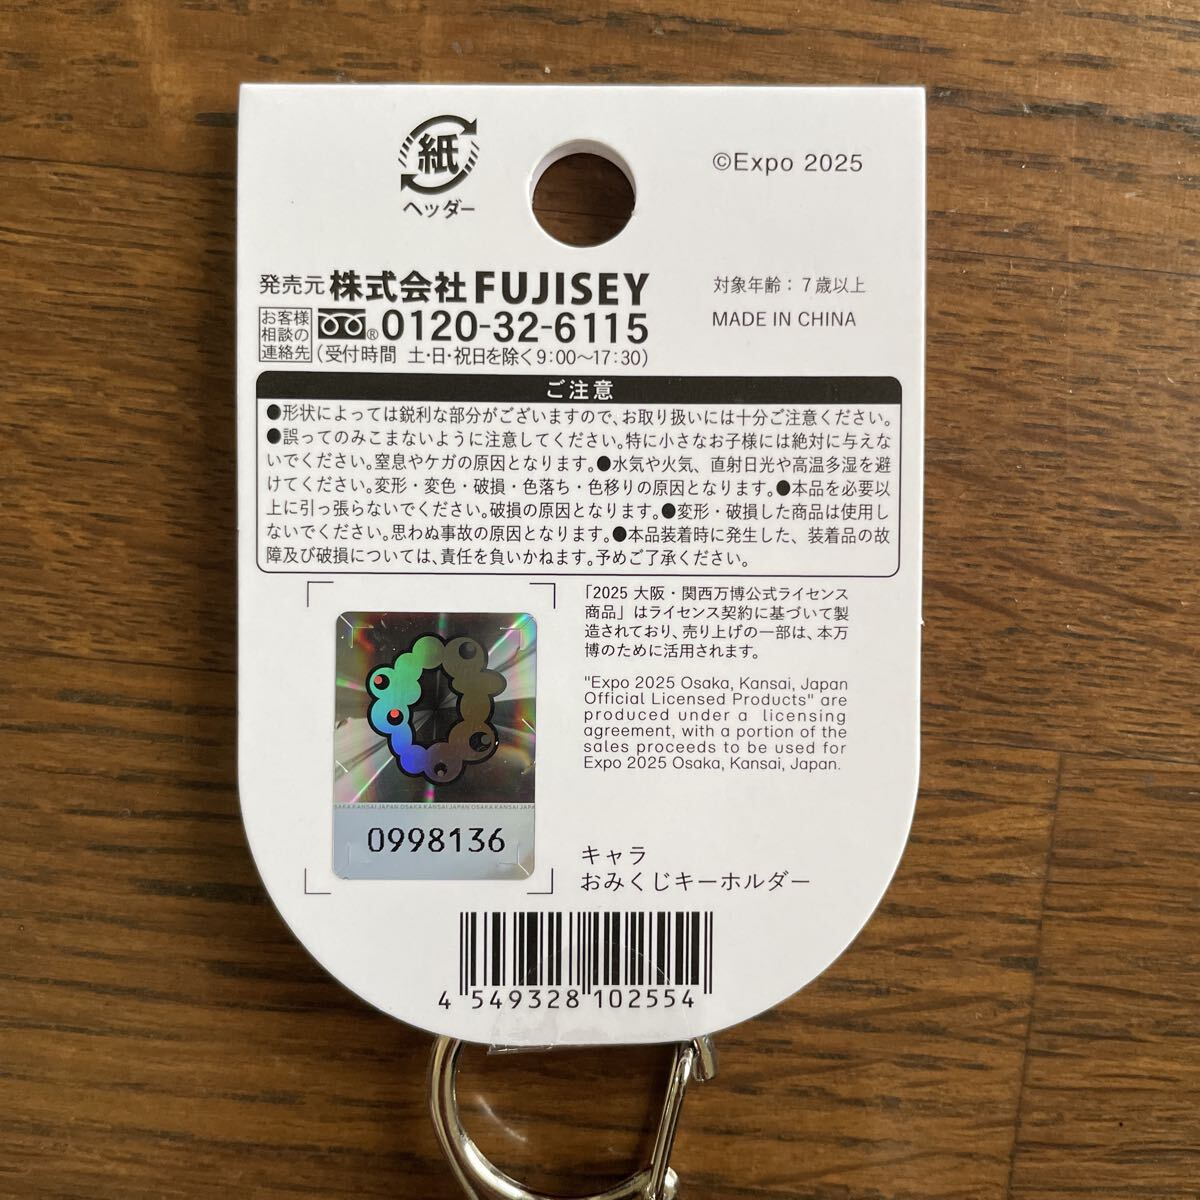 紙
ヘッダー
©Expo 2025
発売元 株式会社 FUJISEY
対象年齢：7歳以上
お客様
相談の
連絡先
® 0120-32-6115
MADE IN CHINA
(受付時間 土・日・祝日を除く9:00～17:30)
ご注意
●形状によっては鋭利な部分がございますので、お取り扱いには十分ご注意ください。
●誤ってのみこまないように注意してください。特に小さなお子様には絶対に与えな
いでください。窒息やケガの原因となります。●水気や火気、直射日光や高温多湿を避
けてください。変形・変色・破損・色落ち・色移りの原因となります。●本品を必要以
上に引っ張らないでください。破損の原因となります。●変形・破損した商品は使用し
ないでください。思わぬ事故の原因となります。●本品装着時に発生した、装着品の故
障及び破損については、責任を負いかねます。予めご了承ください。
「2025 大阪・関西万博公式ライセンス
商品」はライセンス契約に基づいて製
造されており、売り上げの一部は、本万
博のために活用されます。
"Expo 2025 Osaka, Kansai, Japan
Official Licensed Products" are
produced under a licensing
agreement, with a portion of the
sales proceeds to be used for
Expo 2025 Osaka, Kansai, Japan.
SAKA KANSAI JAPAN OSAKA KANSAI JAPAN OSAKA KANSAI JAPA
0998136
キャラ
おみくじキーホルダー
4 549328 102554